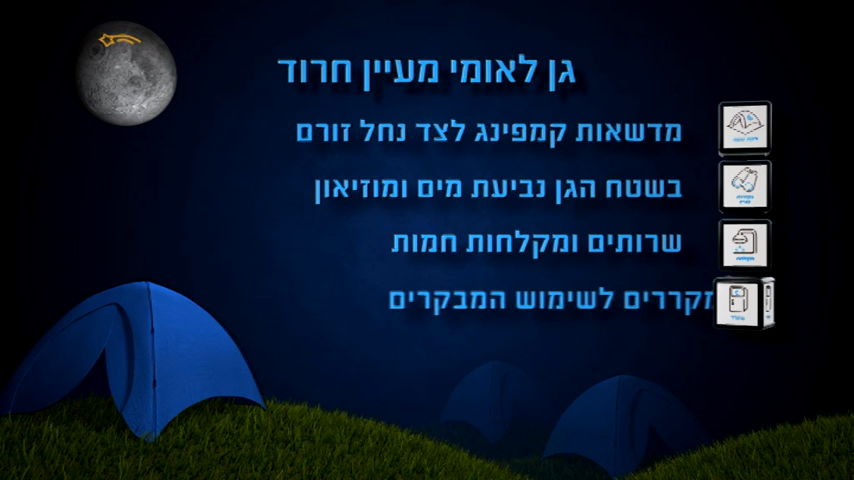 גן לאומי מעיין חרוד
מדשאות קמפינג לצד נחל זורם
בשטח הגן נביעת מים ומוזיאון
שרותים ומקלחות חמות
מקררים לשימוש המבקרים